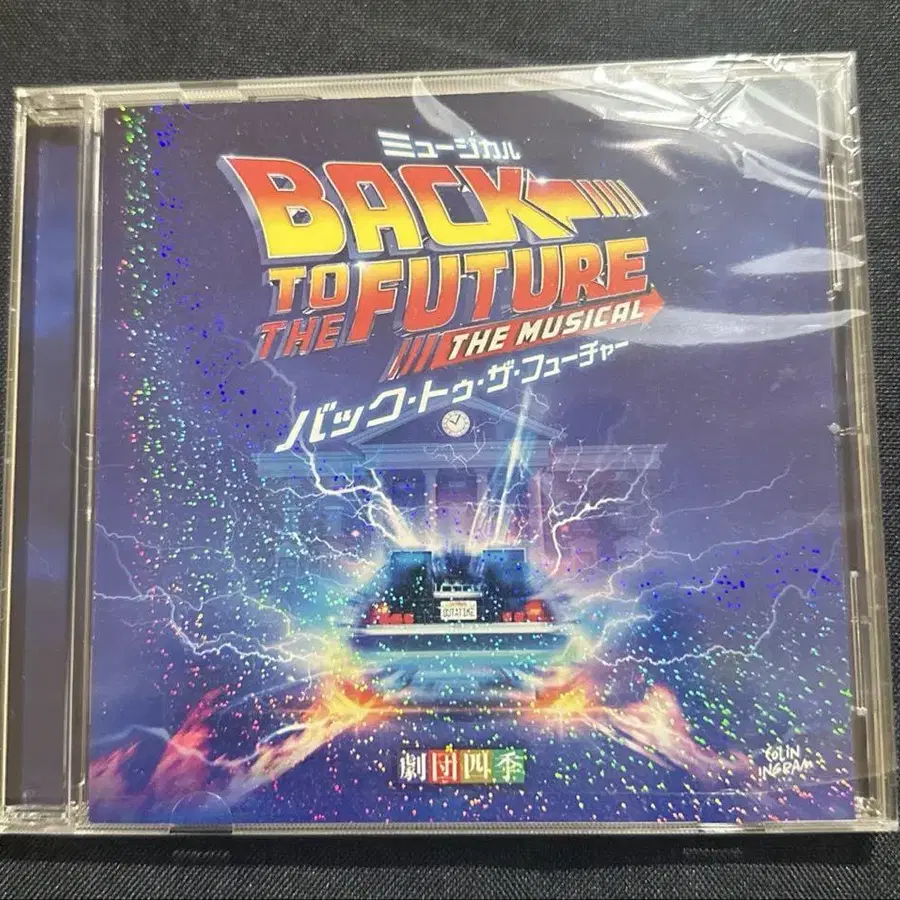 ミュージカル
BACK
TO
THE FUTURE
THE MUSICAL
バック・トゥ・ザ・フューチャー
OUTATIME
劇団四季
COLIN
INGRAM